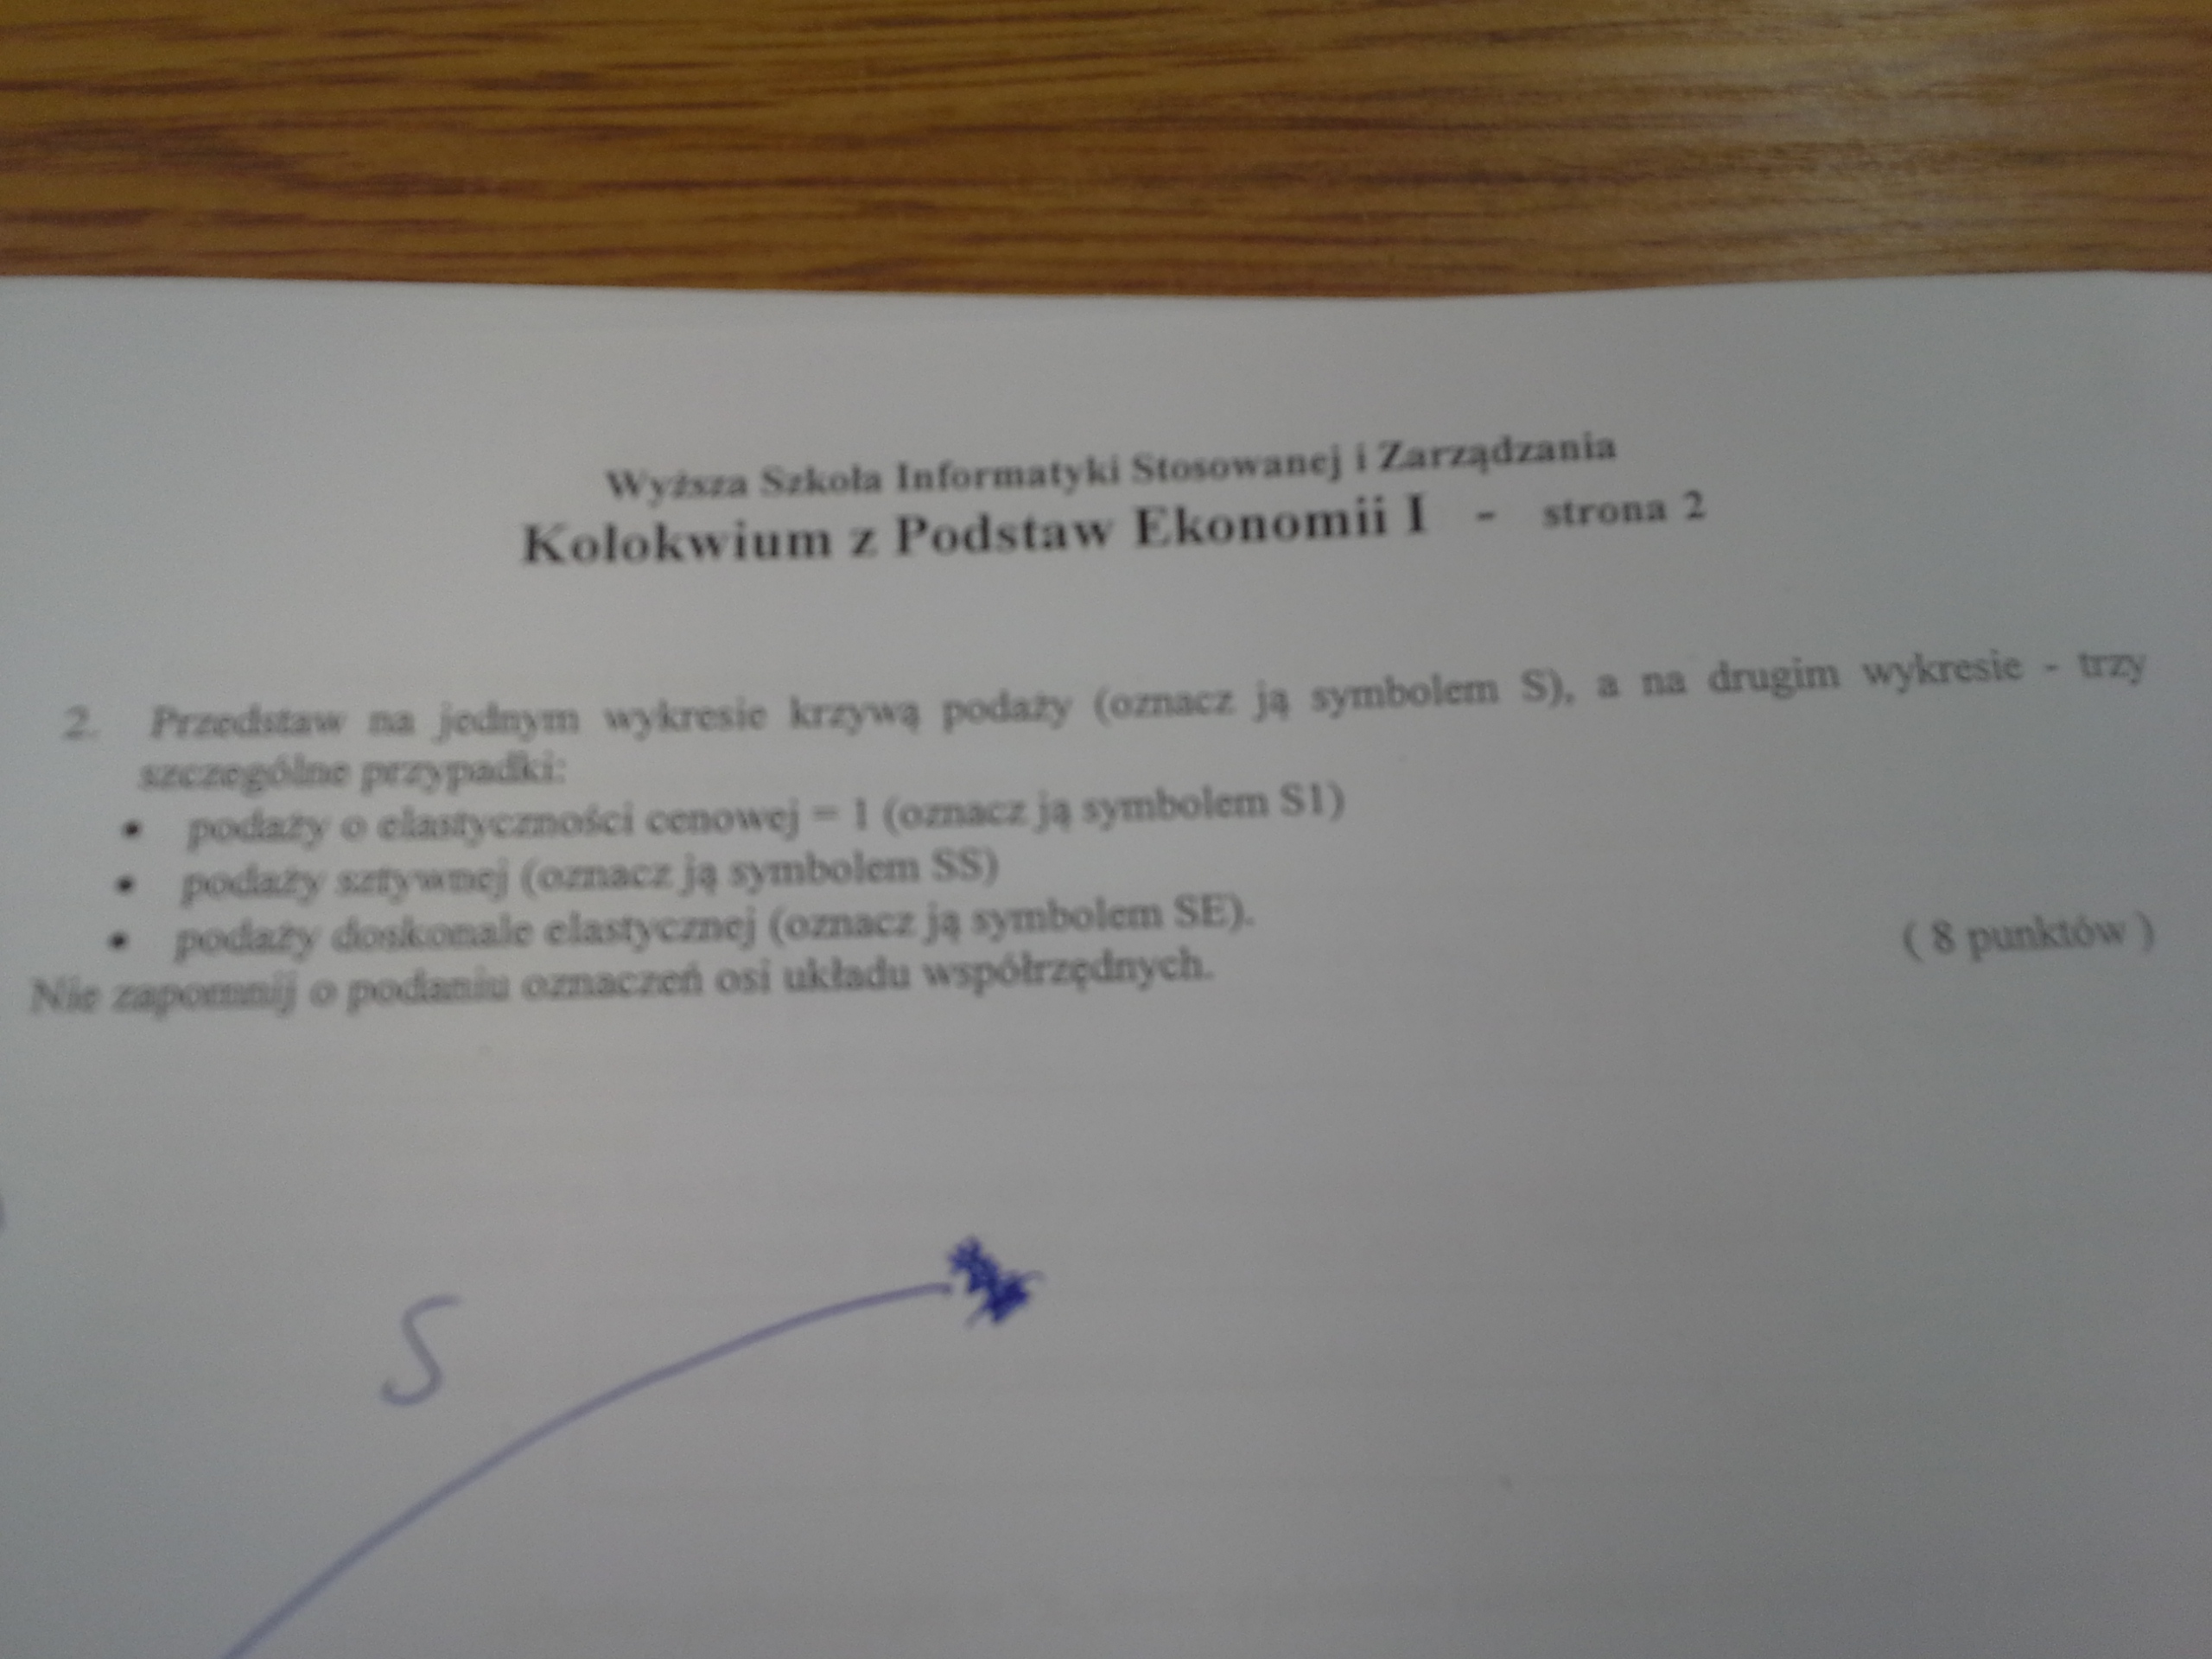 Wyższa Szkoła Informatyki Stosowanej i Zarządzania
Kolokwium z Podstaw Ekonomii I - strona 2
2. Przedstaw na jednym wykresie krzywą podaży (oznacz ją symbolem S), a na drugim wykresie - trzy
szczególne przypadki:
• podaży o elastyczności cenowej = 1 (oznacz ją symbolem S1)
• podaży sztywnej (oznacz ją symbolem SS)
• podaży doskonale elastycznej (oznacz ją symbolem SE).
( 8 punktów )
Nie zapomnij o podaniu oznaczeń osi układu współrzędnych.
S